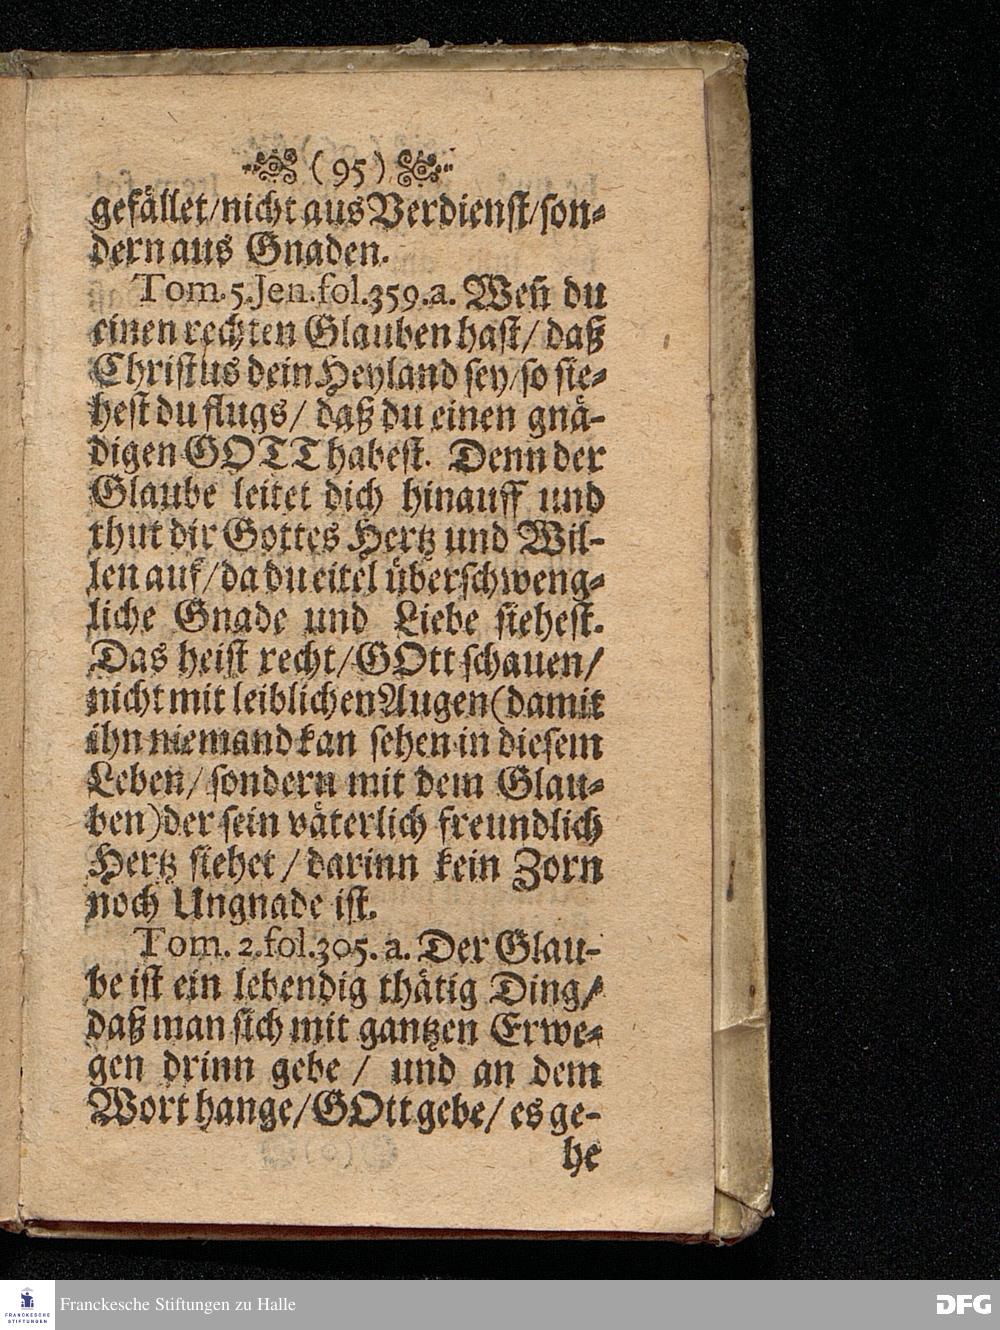 (95)
gefället/nicht aus Verdienst/son-
dern aus Gnaden.
Tom. 5. Jen. fol. 359. a. Weñ du
einen rechten Glauben hast/ daß
Christus dein Heyland sey/so sie-
hest du flugs/ daß du einen gnä-
digen GOTT habest. Denn der
Glaube leitet dich hinauff und
thut dir Gottes Hertz und Wil-
len auf/da du eitel überschweng-
liche Gnade und Liebe siehest.
Das heist recht/GOtt schauen/
nicht mit leiblichen Augen (damit
ihn niemand kan sehen in diesem
Leben/sondern mit dem Glau-
ben) der sein väterlich freundlich
Hertz siehet/darinn kein Zorn
noch Ungnade ist.
Tom. 2. fol. 305. a. Der Glau-
be ist ein lebendig thätig Ding/
daß man sich mit gantzen Erwe-
gen drinn gebe/ und an dem
Wort hange/GOtt gebe/ es ge-
he
FRANCKESCHE
STIFTUNGEN
Franckesche Stiftungen zu Halle
DFG